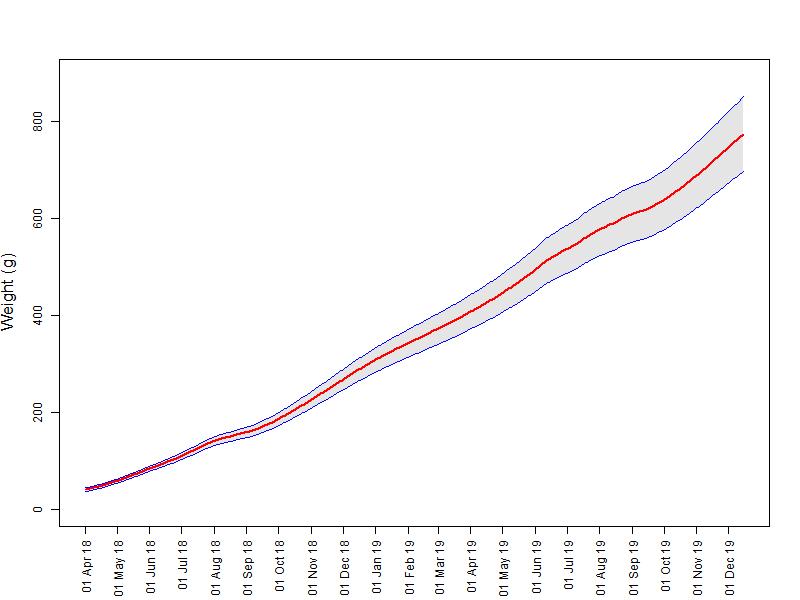 Weight (g)
800
600
400
200
0
01 Apr 18
01 May 18
01 Jun 18
01 Jul 18
01 Aug 18
01 Sep 18
01 Oct 18
01 Nov 18
01 Dec 18
01 Jan 19
01 Feb 19
01 Mar 19
01 Apr 19
01 May 19
01 Jun 19
01 Jul 19
01 Aug 19
01 Sep 19
01 Oct 19
01 Nov 19
01 Dec 19